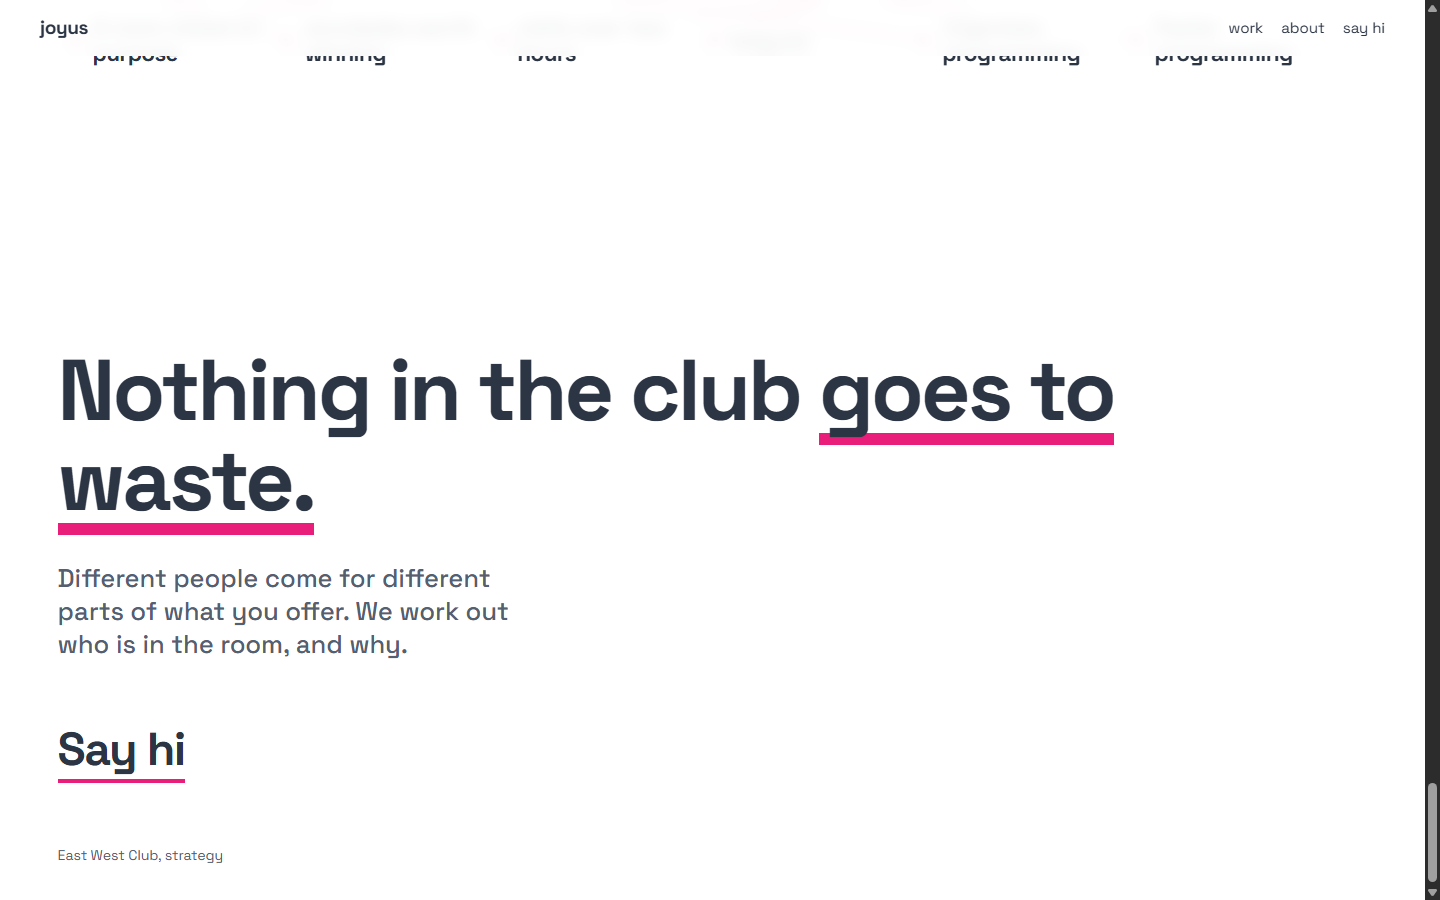 joyus
work about say hi
purpose winning hours programming programming
Nothing in the club goes to
waste.
Different people come for different
parts of what you offer. We work out
who is in the room, and why.
Say hi
East West Club, strategy